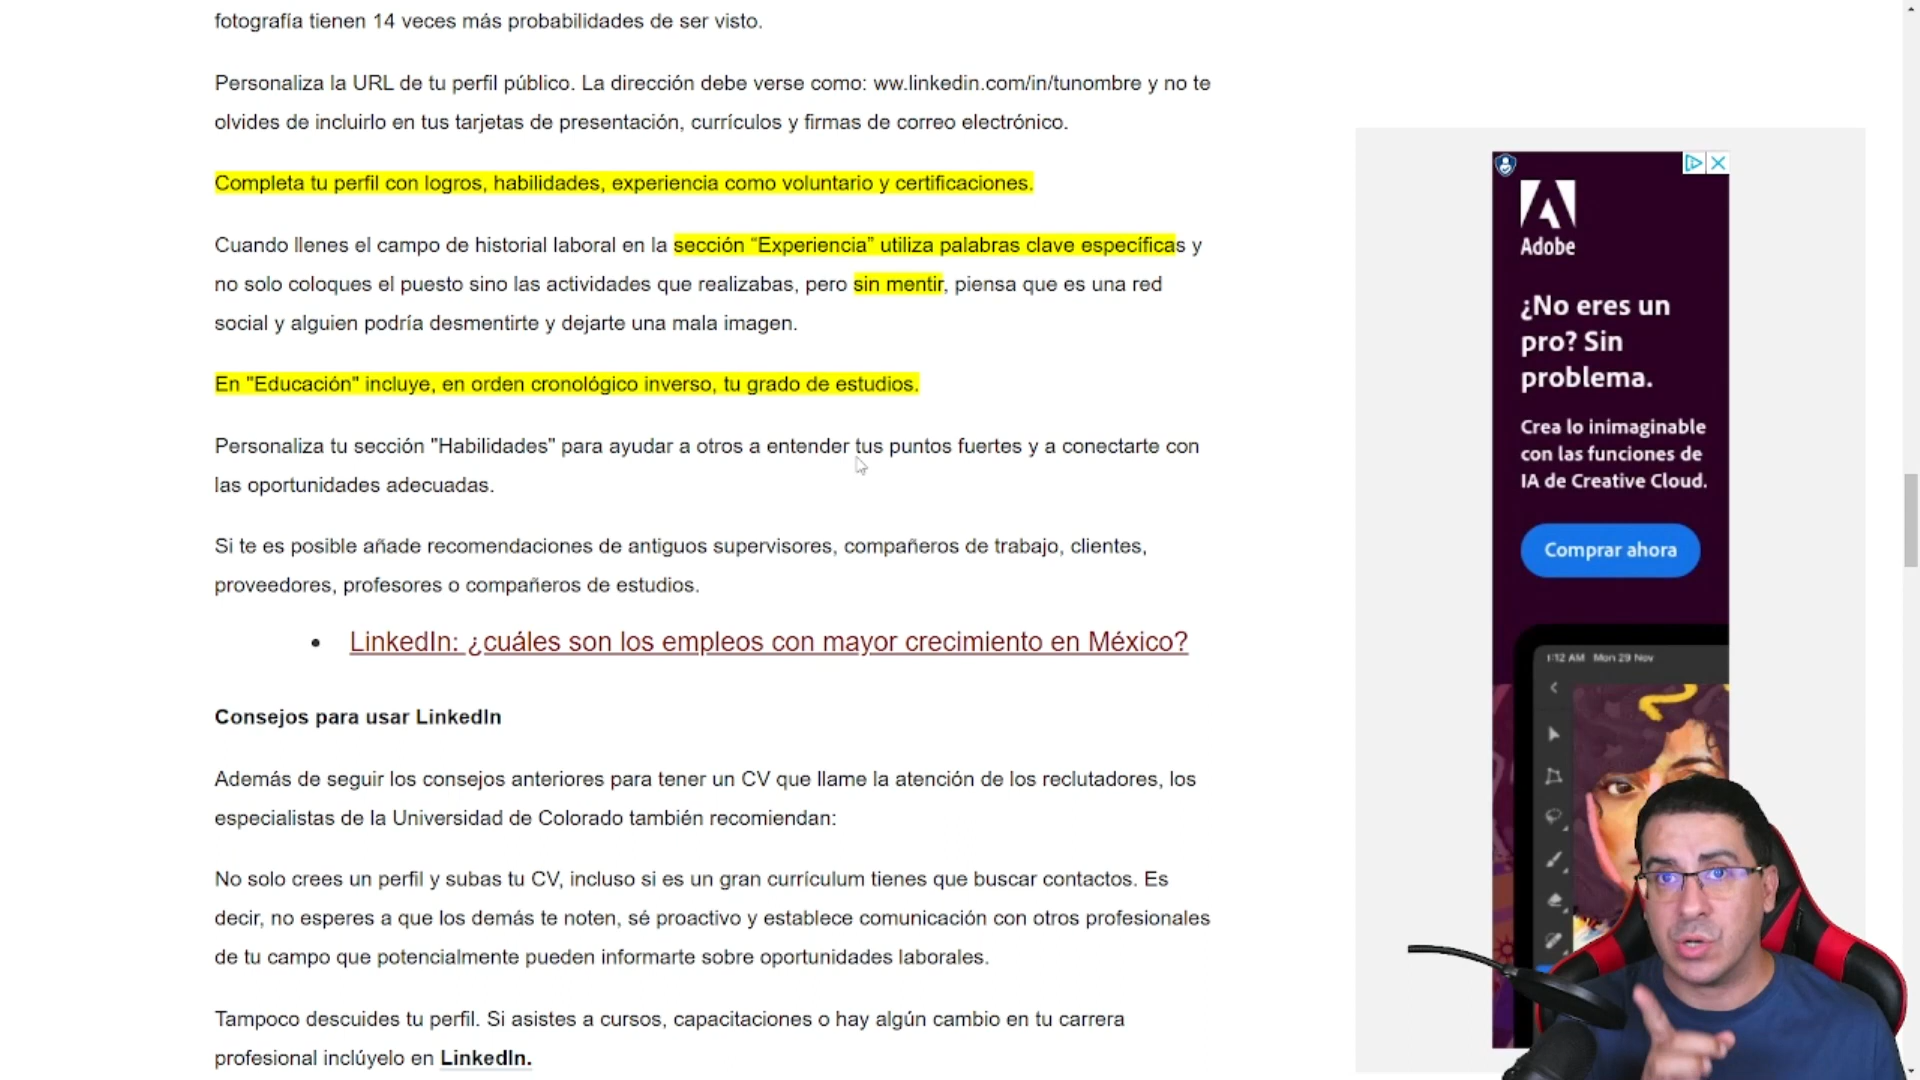 fotografía tienen 14 veces más probabilidades de ser visto.
Personaliza la URL de tu perfil público. La dirección debe verse como: ww.linkedin.com/in/tunombre y no te
olvides de incluirlo en tus tarjetas de presentación, currículos y firmas de correo electrónico.
Completa tu perfil con logros, habilidades, experiencia como voluntario y certificaciones.
Cuando llenes el campo de historial laboral en la sección “Experiencia” utiliza palabras clave específicas y
no solo coloques el puesto sino las actividades que realizabas, pero sin mentir, piensa que es una red
social y alguien podría desmentirte y dejarte una mala imagen.
En "Educación" incluye, en orden cronológico inverso, tu grado de estudios.
Personaliza tu sección "Habilidades" para ayudar a otros a entender tus puntos fuertes y a conectarte con
las oportunidades adecuadas.
Si te es posible añade recomendaciones de antiguos supervisores, compañeros de trabajo, clientes,
proveedores, profesores o compañeros de estudios.
LinkedIn: ¿cuáles son los empleos con mayor crecimiento en México?
Consejos para usar LinkedIn
Además de seguir los consejos anteriores para tener un CV que llame la atención de los reclutadores, los
especialistas de la Universidad de Colorado también recomiendan:
No solo crees un perfil y subas tu CV, incluso si es un gran currículum tienes que buscar contactos. Es
decir, no esperes a que los demás te noten, sé proactivo y establece comunicación con otros profesionales
de tu campo que potencialmente pueden informarte sobre oportunidades laborales.
Tampoco descuides tu perfil. Si asistes a cursos, capacitaciones o hay algún cambio en tu carrera
profesional inclúyelo en LinkedIn.
Adobe
¿No eres un
pro? Sin
problema.
Crea lo inimaginable
con las funciones de
IA de Creative Cloud.
Comprar ahora
1:12 AM Mon 29 Nov